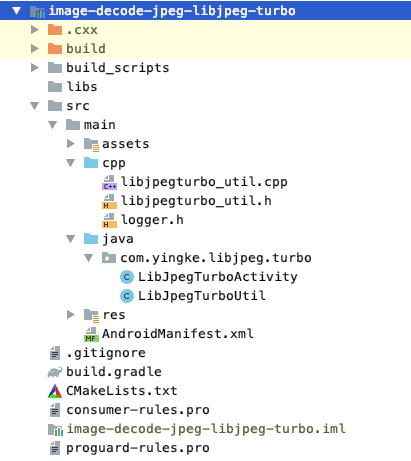 image-decode-jpeg-libjpeg-turbo
.cxx
build
build_scripts
libs
src
main
assets
cpp
C++ libjpegturbo_util.cpp
H libjpegturbo_util.h
H logger.h
java
com.yingke.libjpeg.turbo
C LibJpegTurboActivity
C LibJpegTurboUtil
res
MF AndroidManifest.xml
.gitignore
build.gradle
CMakeLists.txt
consumer-rules.pro
image-decode-jpeg-libjpeg-turbo.iml
proguard-rules.pro